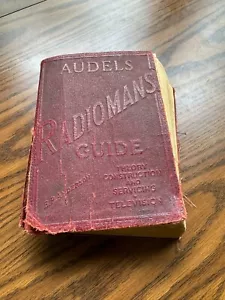 AUDELS
RADIOMANS
GUIDE
THEORY
CONSTRUCTION
AND
SERVICING
TELEVISION